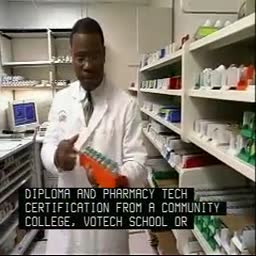 DIPLOMA AND PHARMACY TECH
CERTIFICATION FROM A COMMUNITY
COLLEGE, VOTECH SCHOOL OR